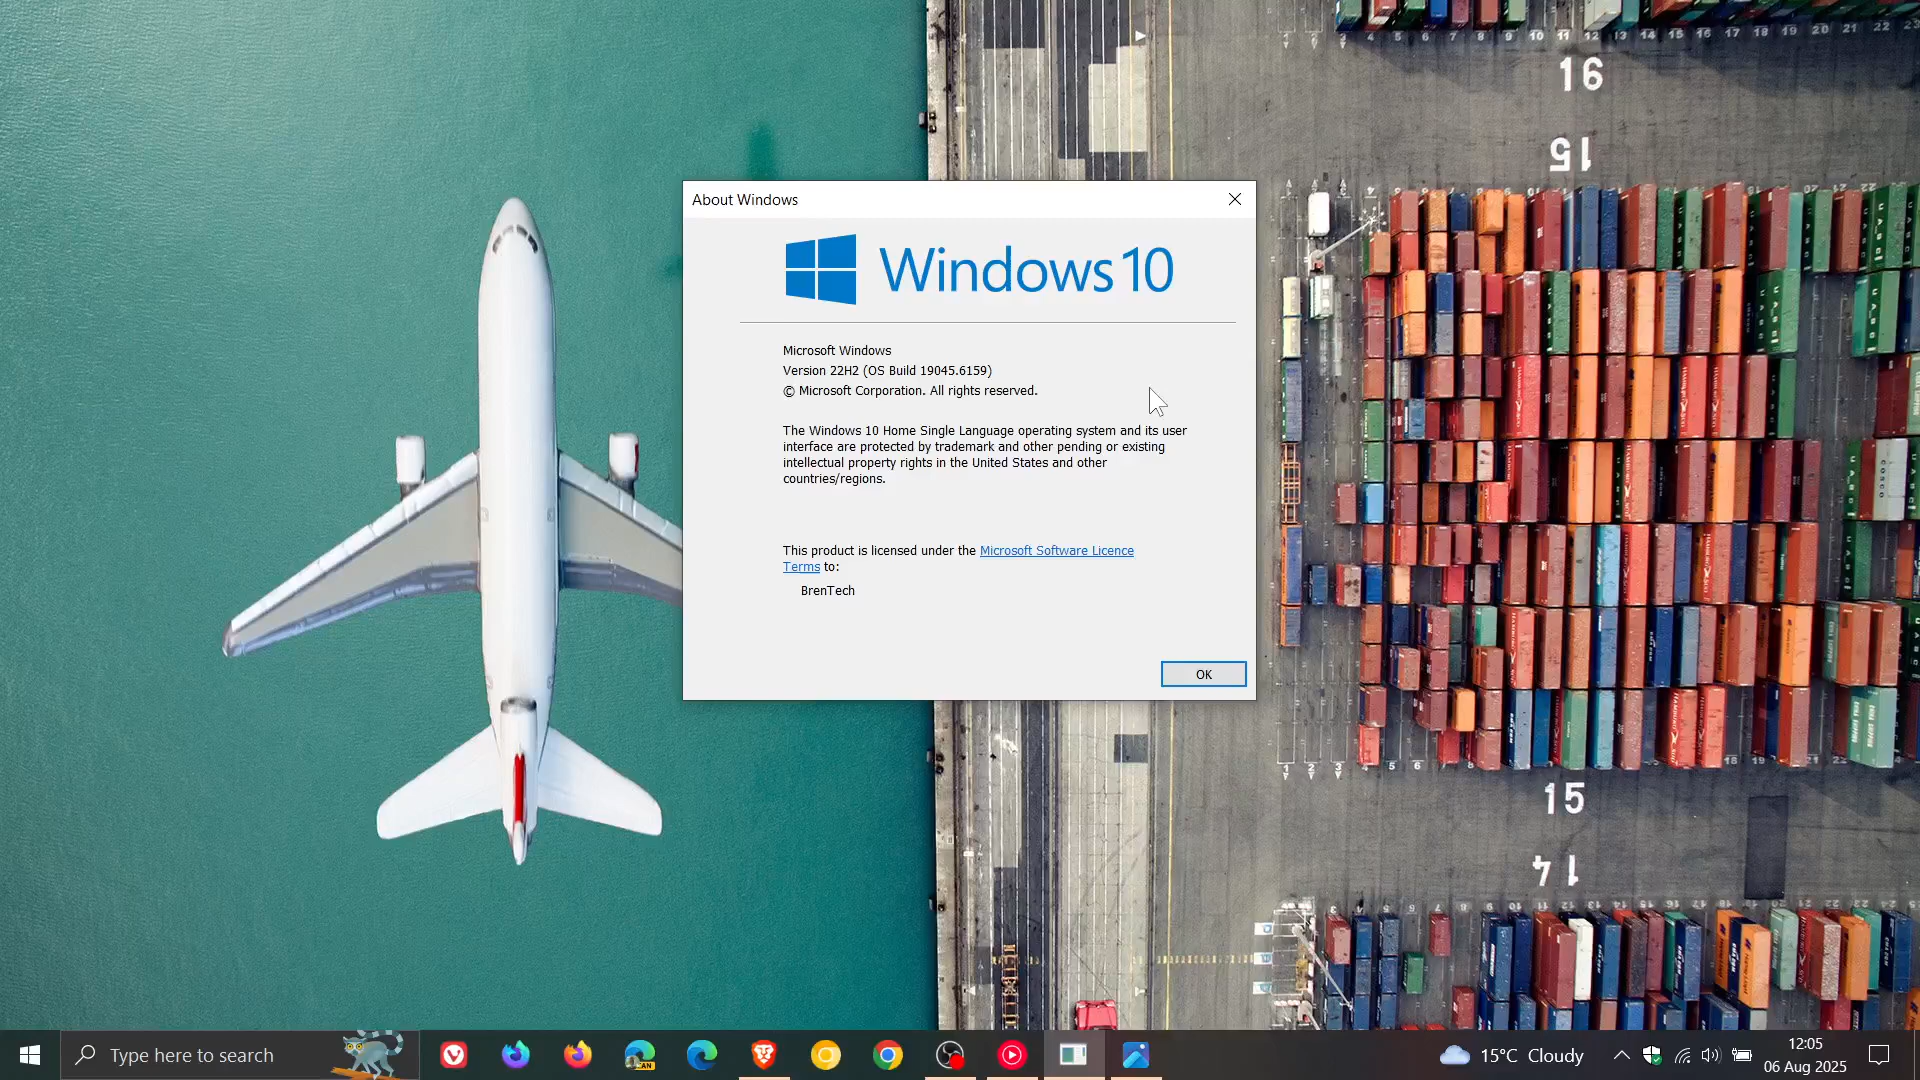 About Windows
Windows 10
Microsoft Windows
Version 22H2 (OS Build 19045.6159)
© Microsoft Corporation. All rights reserved.
The Windows 10 Home Single Language operating system and its user
interface are protected by trademark and other pending or existing
intellectual property rights in the United States and other
countries/regions.
This product is licensed under the Microsoft Software Licence
Terms to:
BrenTech
OK
16
15
15
14
Type here to search
15°C Cloudy
12:05
06 Aug 2025